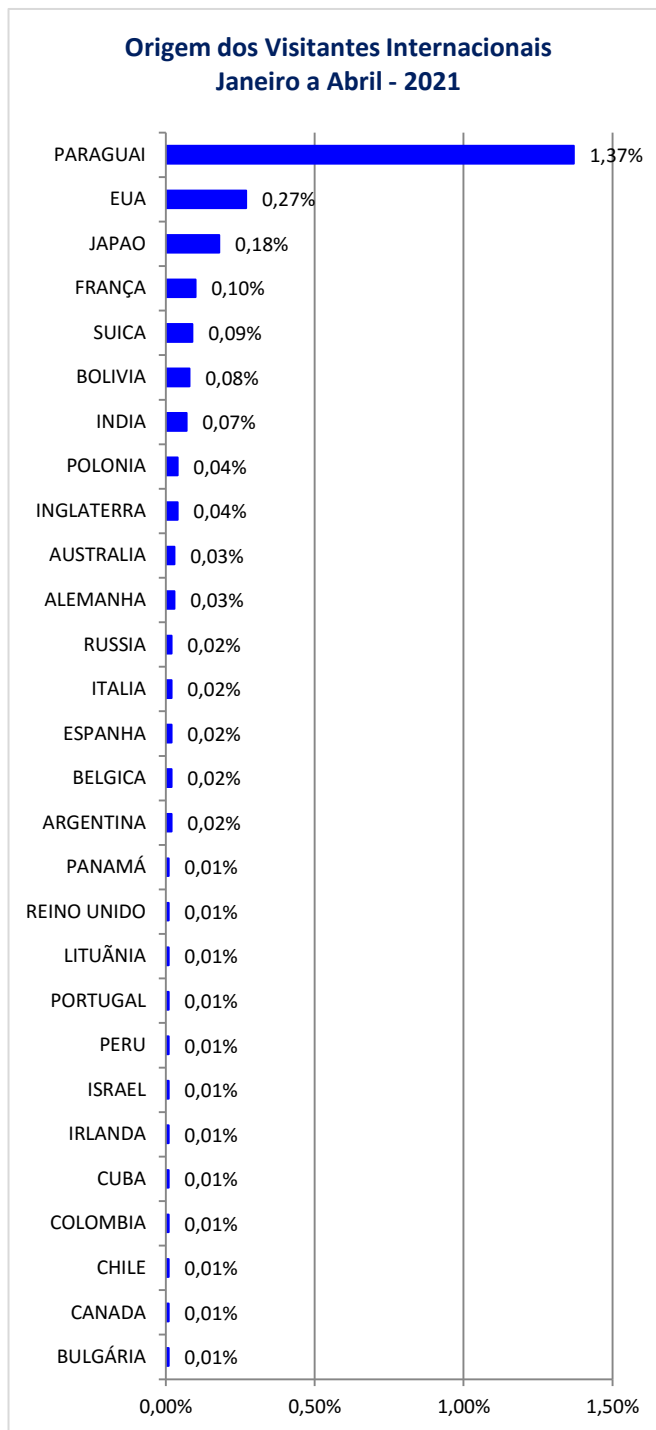 Origem dos Visitantes Internacionais
Janeiro a Abril - 2021
PARAGUAI 1,37%
EUA 0,27%
JAPAO 0,18%
FRANÇA 0,10%
SUICA 0,09%
BOLIVIA 0,08%
INDIA 0,07%
POLONIA 0,04%
INGLATERRA 0,04%
AUSTRALIA 0,03%
ALEMANHA 0,03%
RUSSIA 0,02%
ITALIA 0,02%
ESPANHA 0,02%
BELGICA 0,02%
ARGENTINA 0,02%
PANAMÁ 0,01%
REINO UNIDO 0,01%
LITUÃNIA 0,01%
PORTUGAL 0,01%
PERU 0,01%
ISRAEL 0,01%
IRLANDA 0,01%
CUBA 0,01%
COLOMBIA 0,01%
CHILE 0,01%
CANADA 0,01%
BULGÁRIA 0,01%
0,00% 0,50% 1,00% 1,50%